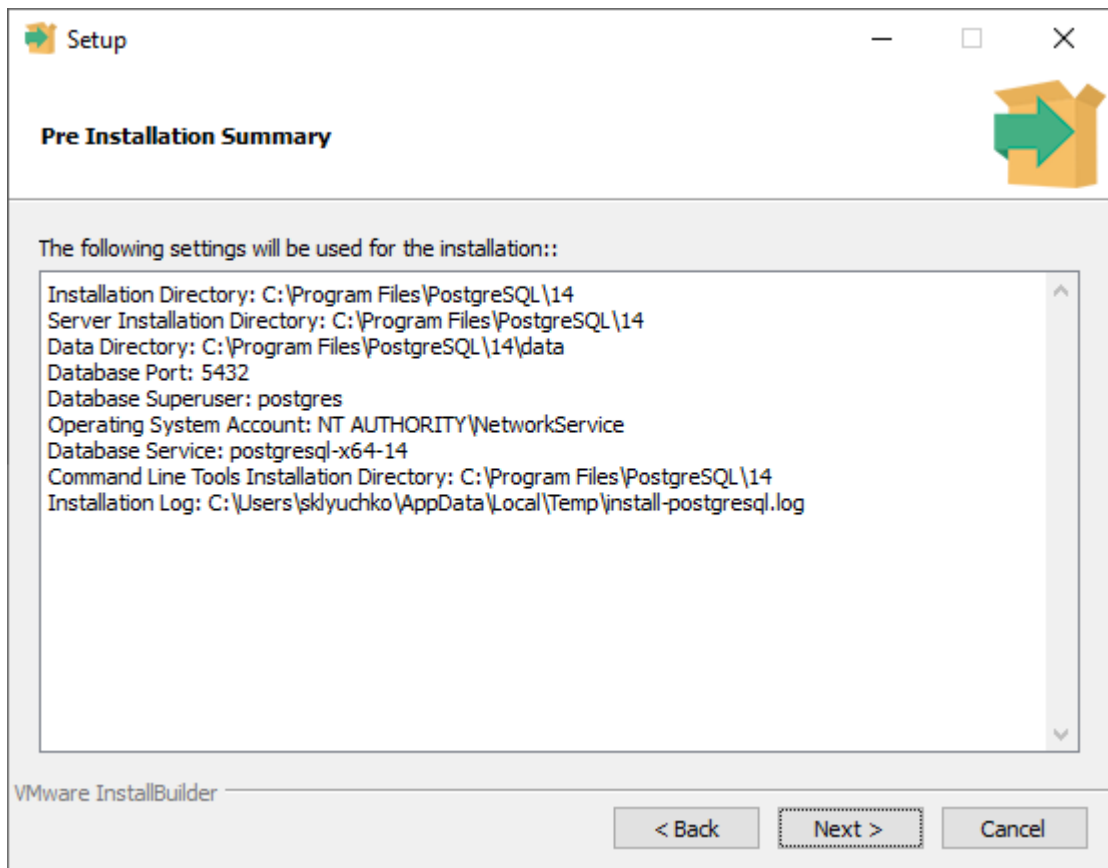 Setup
Pre Installation Summary
The following settings will be used for the installation::
Installation Directory: C:\Program Files\PostgreSQL\14
Server Installation Directory: C:\Program Files\PostgreSQL\14
Data Directory: C:\Program Files\PostgreSQL\14\data
Database Port: 5432
Database Superuser: postgres
Operating System Account: NT AUTHORITY\NetworkService
Database Service: postgresql-x64-14
Command Line Tools Installation Directory: C:\Program Files\PostgreSQL\14
Installation Log: C:\Users\sklyuchko\AppData\Local\Temp\install-postgresql.log
VMware InstallBuilder
< Back Next > Cancel